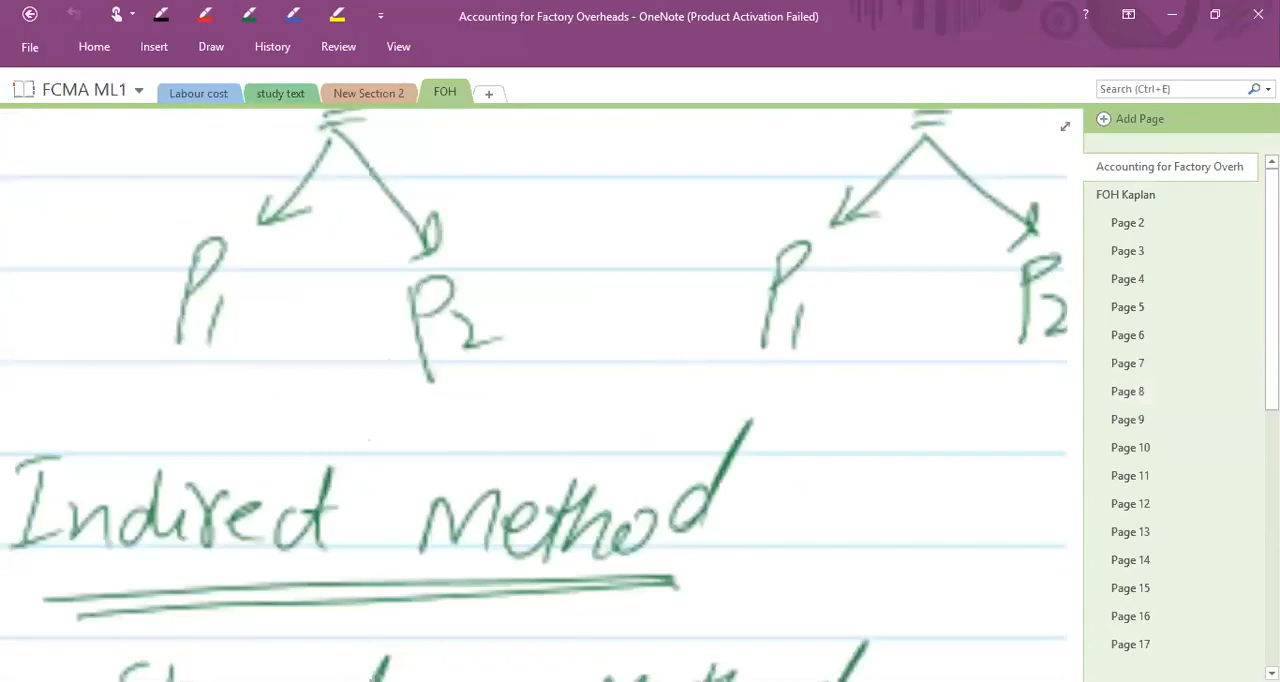 Accounting for Factory Overheads - OneNote (Product Activation Failed)
?
File Home Insert Draw History Review View
FCMA ML1 Labour cost study text New Section 2 FOH +
Search (Ctrl+E)
Add Page
Accounting for Factory Overh
FOH Kaplan
Page 2
Page 3
Page 4
Page 5
Page 6
Page 7
Page 8
Page 9
Page 10
Page 11
Page 12
Page 13
Page 14
Page 15
Page 16
Page 17
P1 P2 P1 P2
Indirect Method